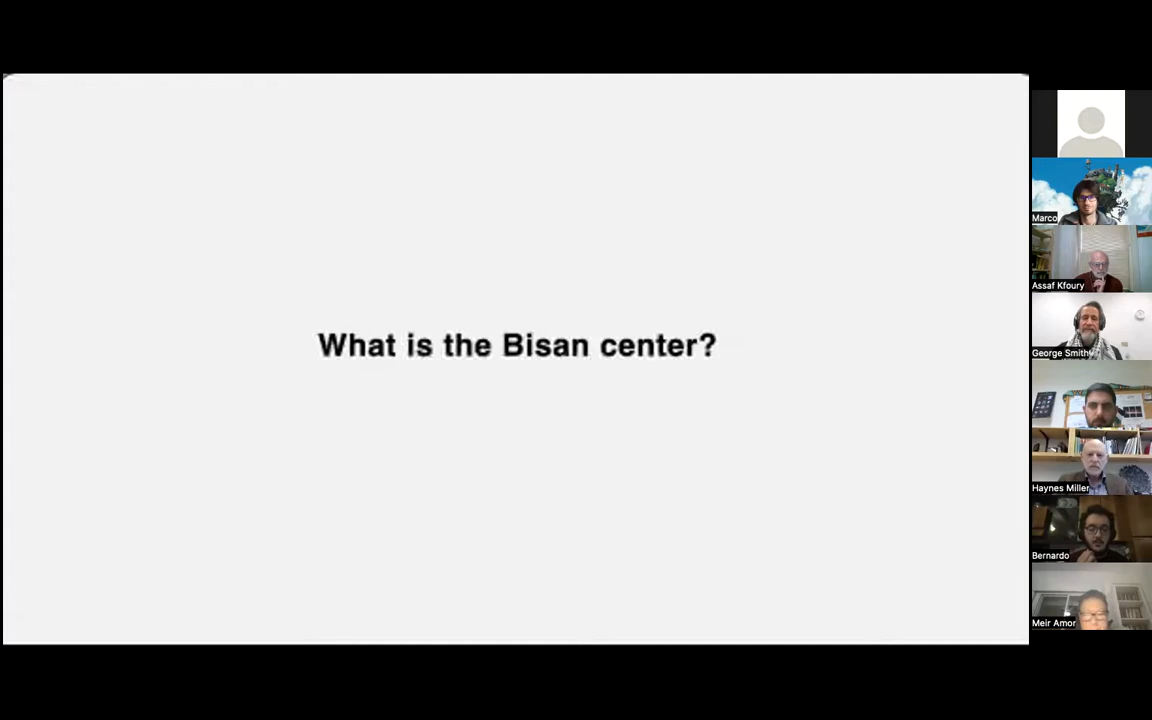 What is the Bisan center?
Marco
Assaf Kfoury
George Smith
Haynes Miller
Bernardo
Meir Amor